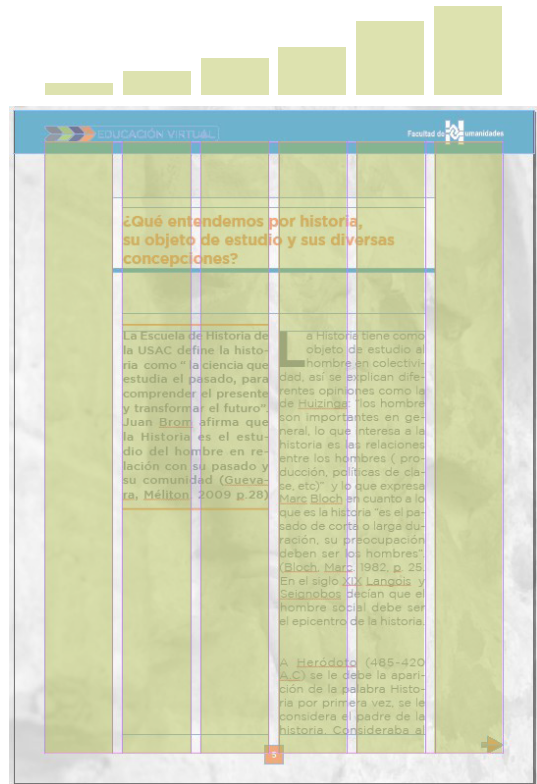 EDUCACIÓN VIRTUAL
Facultad de Humanidades
¿Qué entendemos por historia,
su objeto de estudio y sus diversas
concepciones?
La Escuela de Historia de
la USAC define la histo-
ria como “ la ciencia que
estudia el pasado, para
comprender el presente
y transformar el futuro”.
Juan Brom afirma que
la Historia es el estu-
dio del hombre en re-
lación con su pasado y
su comunidad (Gueva-
ra, Méliton, 2009 p.28)
La Historia tiene como
objeto de estudio al
hombre en colectivi-
dad, así se explican dife-
rentes opiniones como la
de Huizinga: “los hombre
son importantes en ge-
neral, lo que interesa a la
historia es las relaciones
entre los hombres ( pro-
ducción, políticas de cla-
se, etc)” y lo que expresa
Marc Bloch en cuanto a lo
que es la historia “es el pa-
sado de corta o larga du-
ración, su preocupación
deben ser los hombres”.
(Bloch, Marc, 1982, p. 25.
En el siglo XIX Langois y
Seignobos decían que el
hombre social debe ser
el epicentro de la historia.
A Heródoto (485-420
A.C) se le debe la apari-
ción de la palabra Histo-
ria por primera vez, se le
considera el padre de la
historia. Consideraba al
5